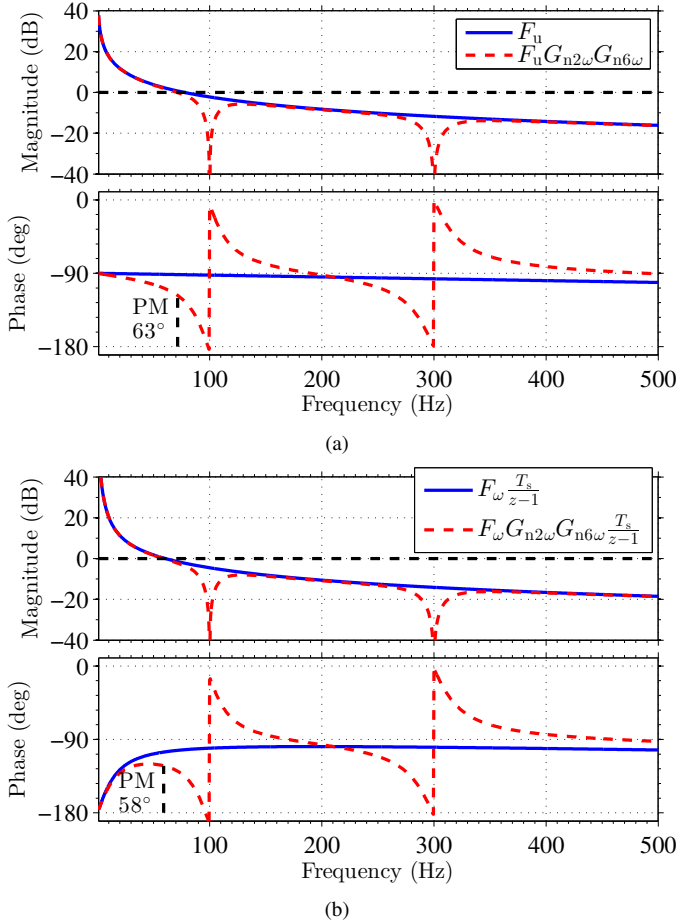 40
20
0
−20
−40
Magnitude (dB)
F_u
F_u G_n2ω G_n6ω
0
−90
−180
Phase (deg)
PM
63°
100 200 300 400 500
Frequency (Hz)
(a)
40
20
0
−20
−40
Magnitude (dB)
F_ω T_s/(z−1)
F_ω G_n2ω G_n6ω T_s/(z−1)
0
−90
−180
Phase (deg)
PM
58°
100 200 300 400 500
Frequency (Hz)
(b)